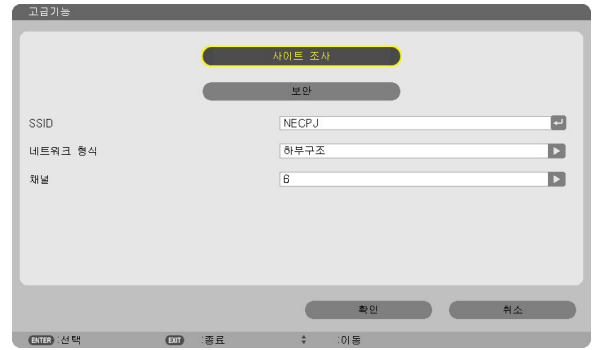 고급기능
사이트 조사
보안
SSID NECPJ
네트워크 형식 하부구조
채널 6
확인 취소
ENTER :선택 EXIT :종료 :이동